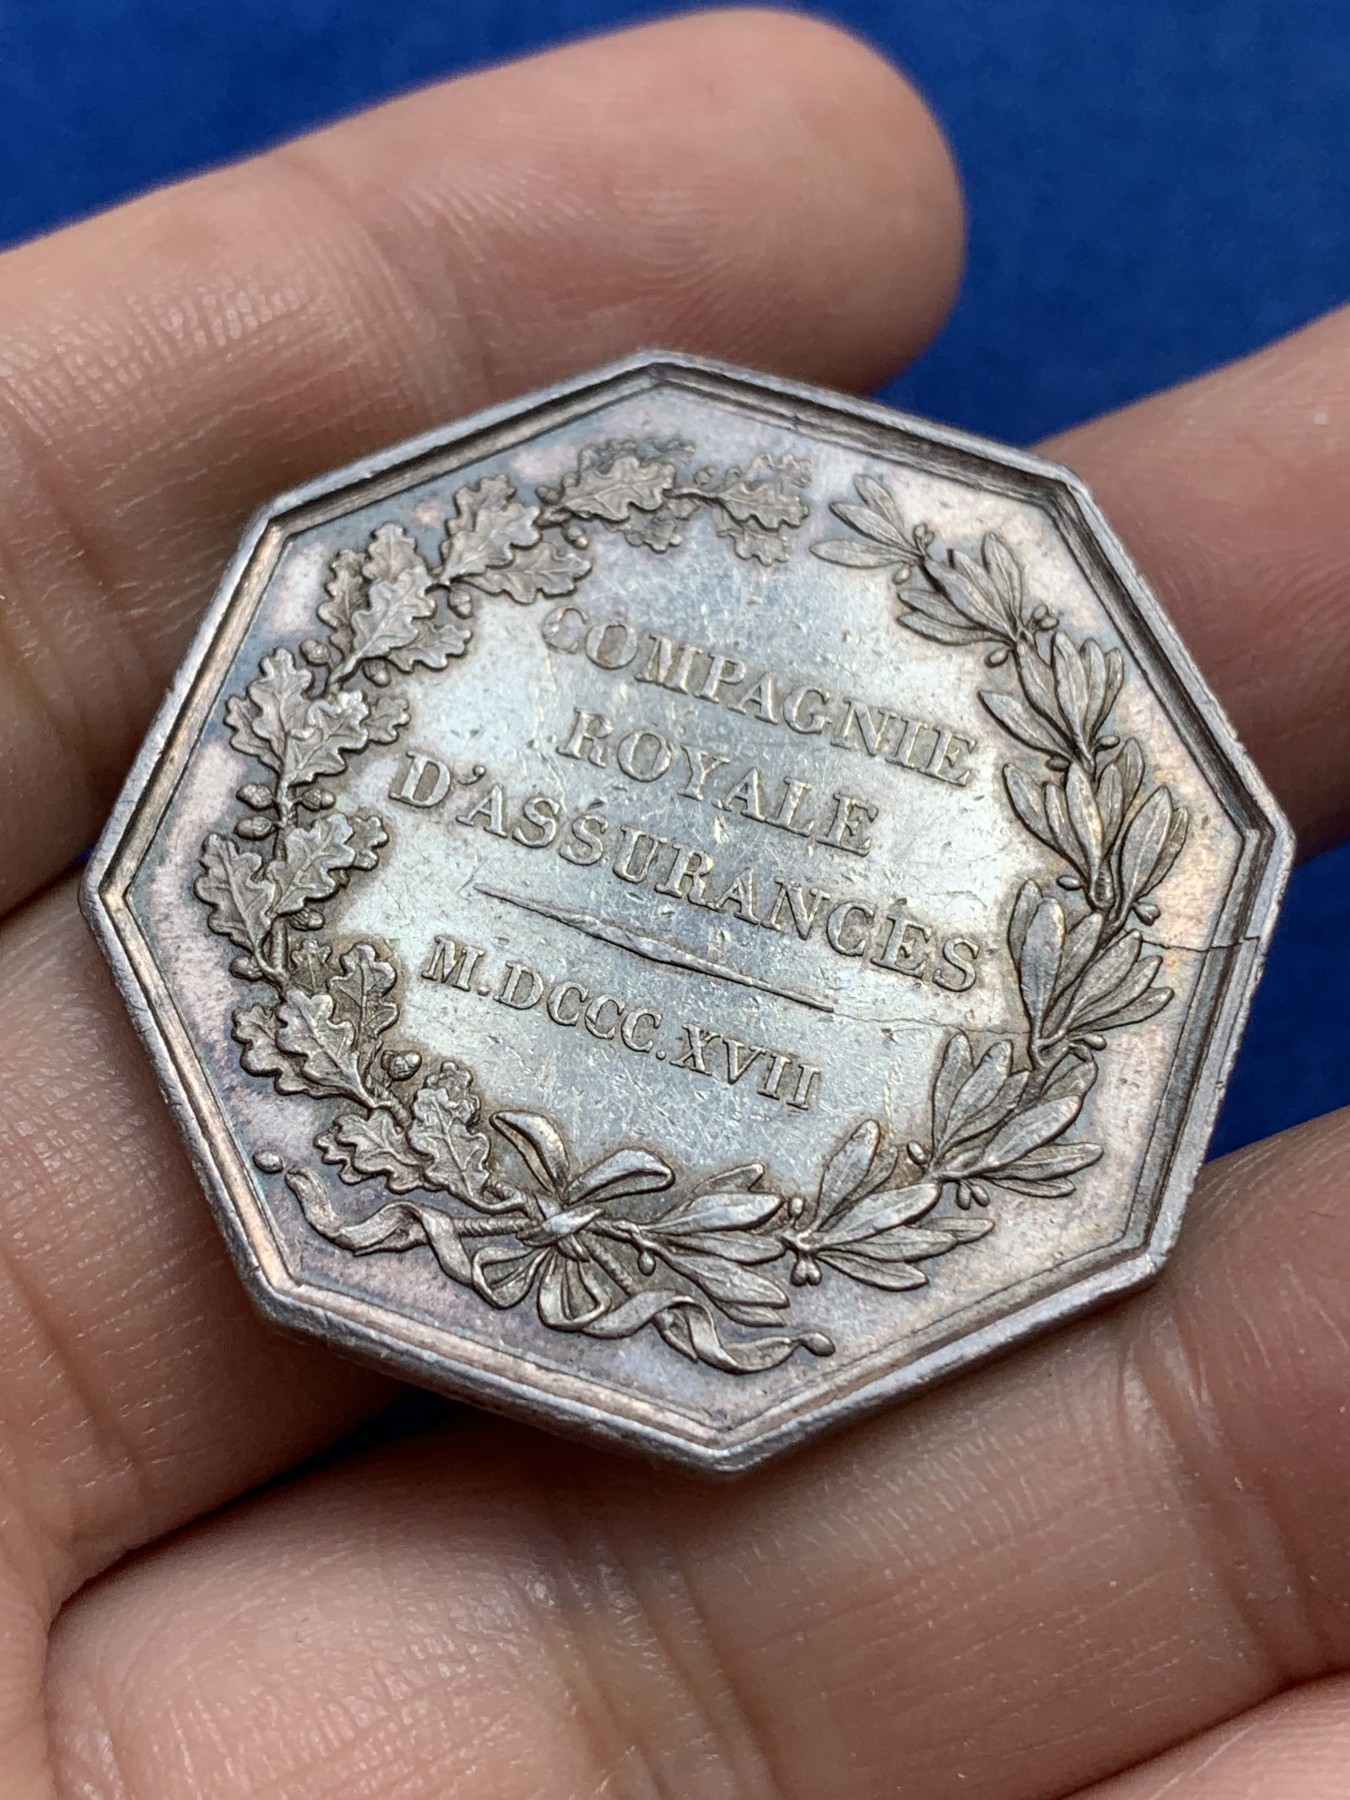 COMPAGNIE
ROYALE
D'ASSURANCES
M.DCCC.XVII